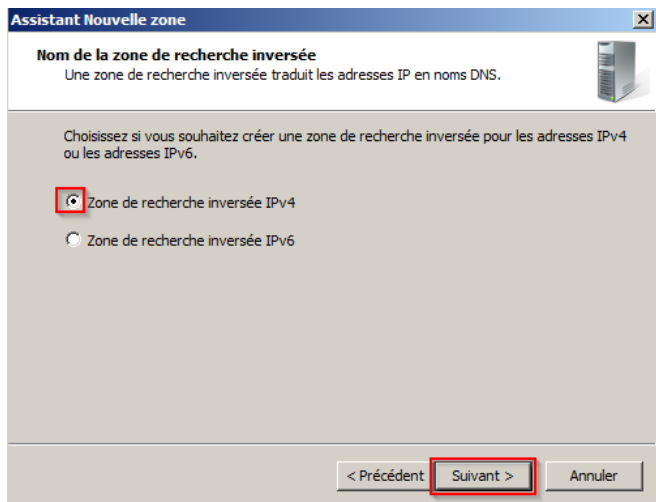 Assistant Nouvelle zone
Nom de la zone de recherche inversée
Une zone de recherche inversée traduit les adresses IP en noms DNS.
Choisissez si vous souhaitez créer une zone de recherche inversée pour les adresses IPv4
ou les adresses IPv6.
Zone de recherche inversée IPv4
Zone de recherche inversée IPv6
< Précédent Suivant > Annuler